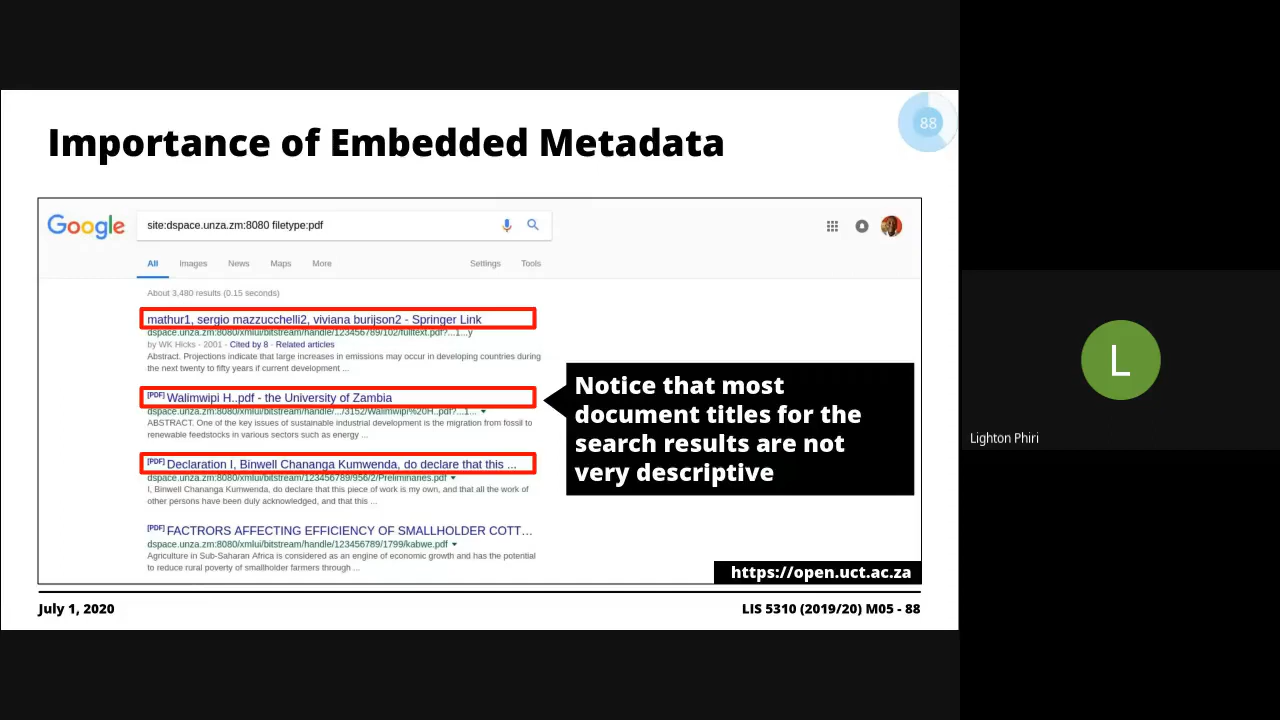 Importance of Embedded Metadata
88
Google
site:dspace.unza.zm:8080 filetype:pdf
All Images News Maps More Settings Tools
About 3,480 results (0.15 seconds)
mathur1, sergio mazzucchelli2, viviana burijson2 - Springer Link
dspace.unza.zm:8080/xmlui/bitstream/handle/123456789/102/fulltext.pdf?...1...y
by WK Hicks - 2001 - Cited by 8 - Related articles
Abstract. Projections indicate that large increases in emissions may occur in developing countries during
the next twenty to fifty years if current development ...
[PDF] Walimwipi H..pdf - the University of Zambia
dspace.unza.zm:8080/xmlui/bitstream/handle/.../3152/Walimwipi%20H..pdf?...1...
ABSTRACT. One of the key issues of sustainable industrial development is the migration from fossil to
renewable feedstocks in various sectors such as energy ...
[PDF] Declaration I, Binwell Chananga Kumwenda, do declare that this ...
dspace.unza.zm:8080/xmlui/bitstream/123456789/956/2/Preliminaries.pdf
I, Binwell Chananga Kumwenda, do declare that this piece of work is my own, and that all the work of
other persons have been duly acknowledged, and that this ...
[PDF] FACTRORS AFFECTING EFFICIENCY OF SMALLHOLDER COTT...
dspace.unza.zm:8080/xmlui/bitstream/handle/123456789/1799/kabwe.pdf
Agriculture in Sub-Saharan Africa is considered as an engine of economic growth and has the potential
to reduce rural poverty of smallholder farmers through ...
Notice that most
document titles for the
search results are not
very descriptive
https://open.uct.ac.za
July 1, 2020
LIS 5310 (2019/20) M05 - 88
L
Lighton Phiri